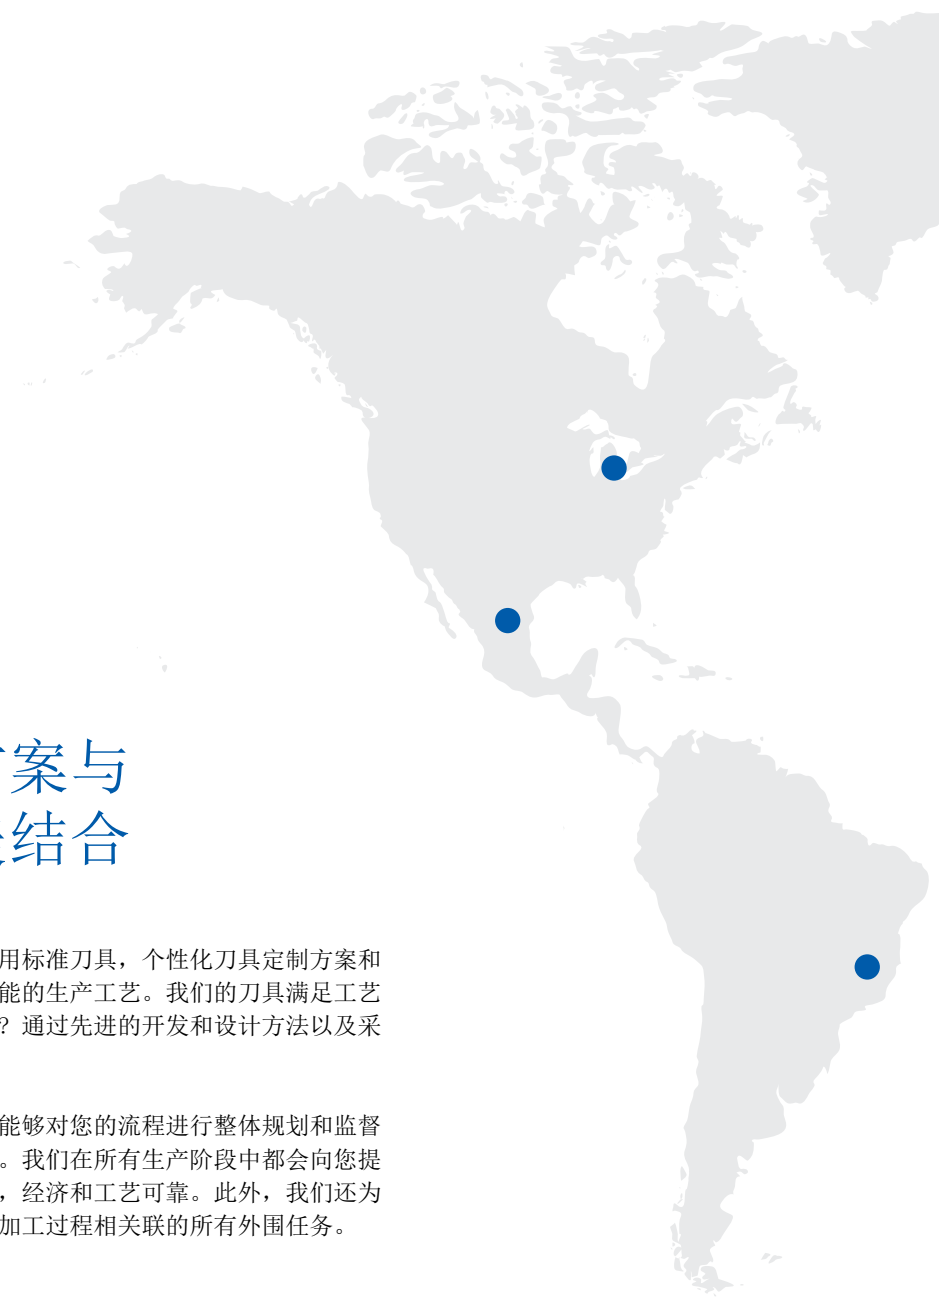 案与
结合
用标准刀具，个性化刀具定制方案和
能的生产工艺。我们的刀具满足工艺
？通过先进的开发和设计方法以及采
能够对您的流程进行整体规划和监督
。我们在所有生产阶段中都会向您提
，经济和工艺可靠。此外，我们还为
加工过程相关联的所有外围任务。